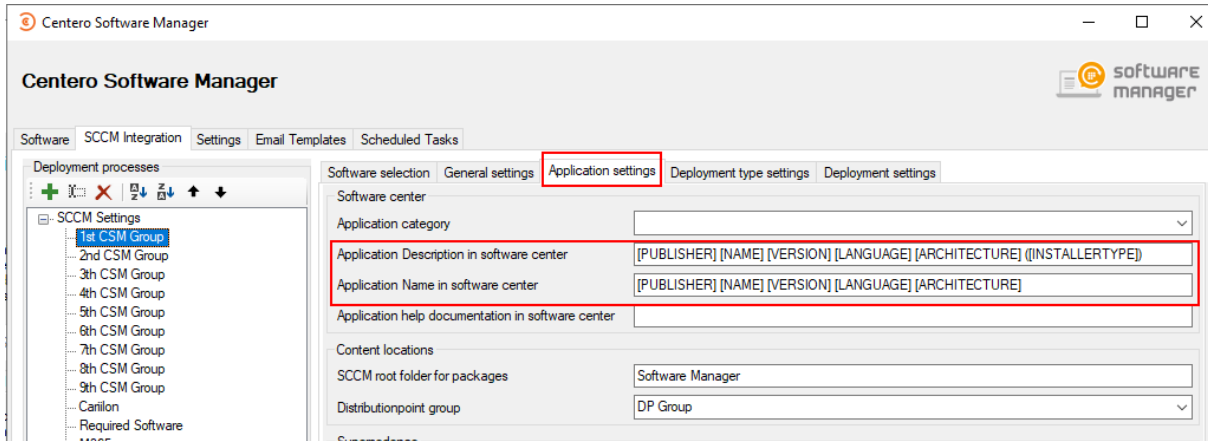 Centero Software Manager
Centero Software Manager
software manager
Software SCCM Integration Settings Email Templates Scheduled Tasks
Deployment processes
SCCM Settings
1st CSM Group
2nd CSM Group
3th CSM Group
4th CSM Group
5th CSM Group
6th CSM Group
7th CSM Group
8th CSM Group
9th CSM Group
Cariilon
Required Software
M365
Software selection General settings Application settings Deployment type settings Deployment settings
Software center
Application category
Application Description in software center [PUBLISHER] [NAME] [VERSION] [LANGUAGE] [ARCHITECTURE] ([INSTALLERTYPE])
Application Name in software center [PUBLISHER] [NAME] [VERSION] [LANGUAGE] [ARCHITECTURE]
Application help documentation in software center
Content locations
SCCM root folder for packages Software Manager
Distributionpoint group DP Group
Supersedence